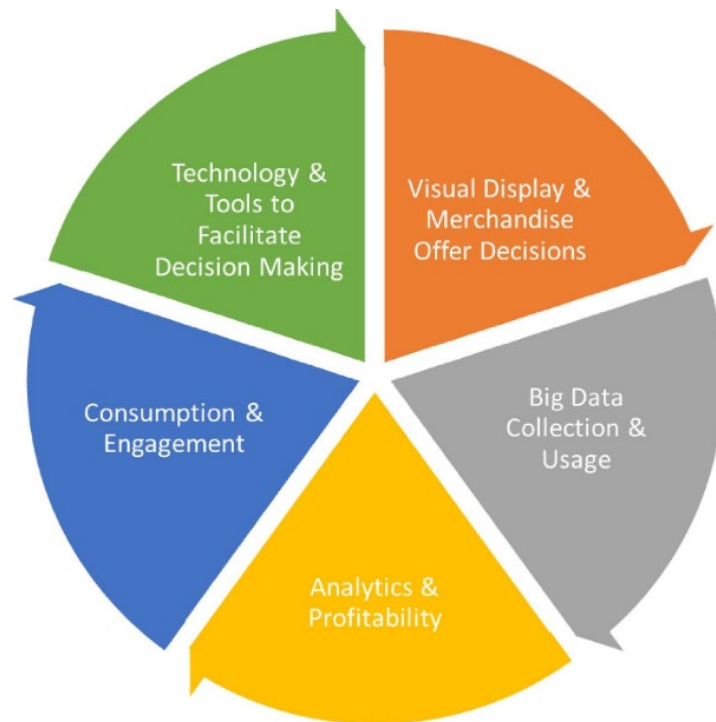 Technology &
Tools to
Facilitate
Decision Making
Visual Display &
Merchandise
Offer Decisions
Big Data
Collection &
Usage
Analytics &
Profitability
Consumption &
Engagement